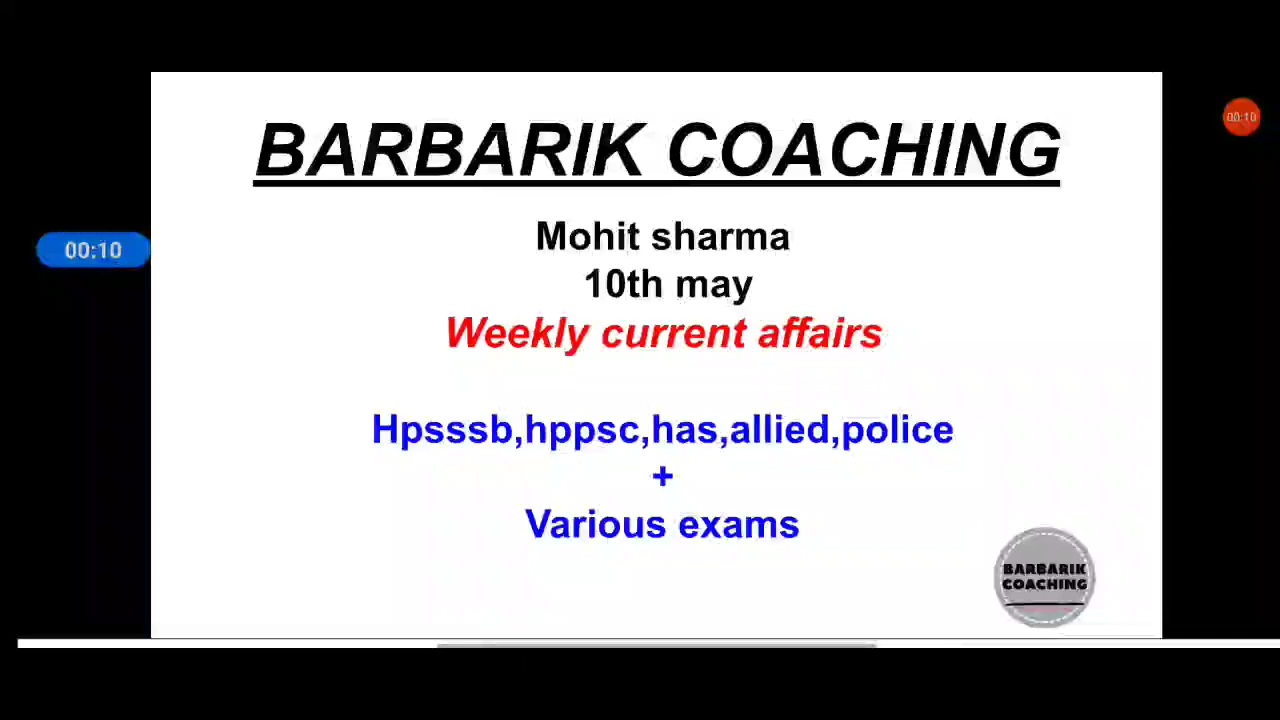 BARBARIK COACHING
Mohit sharma
10th may
Weekly current affairs
Hpsssb,hppsc,has,allied,police
+
Various exams
00:10
00:10
BARBARIK
COACHING